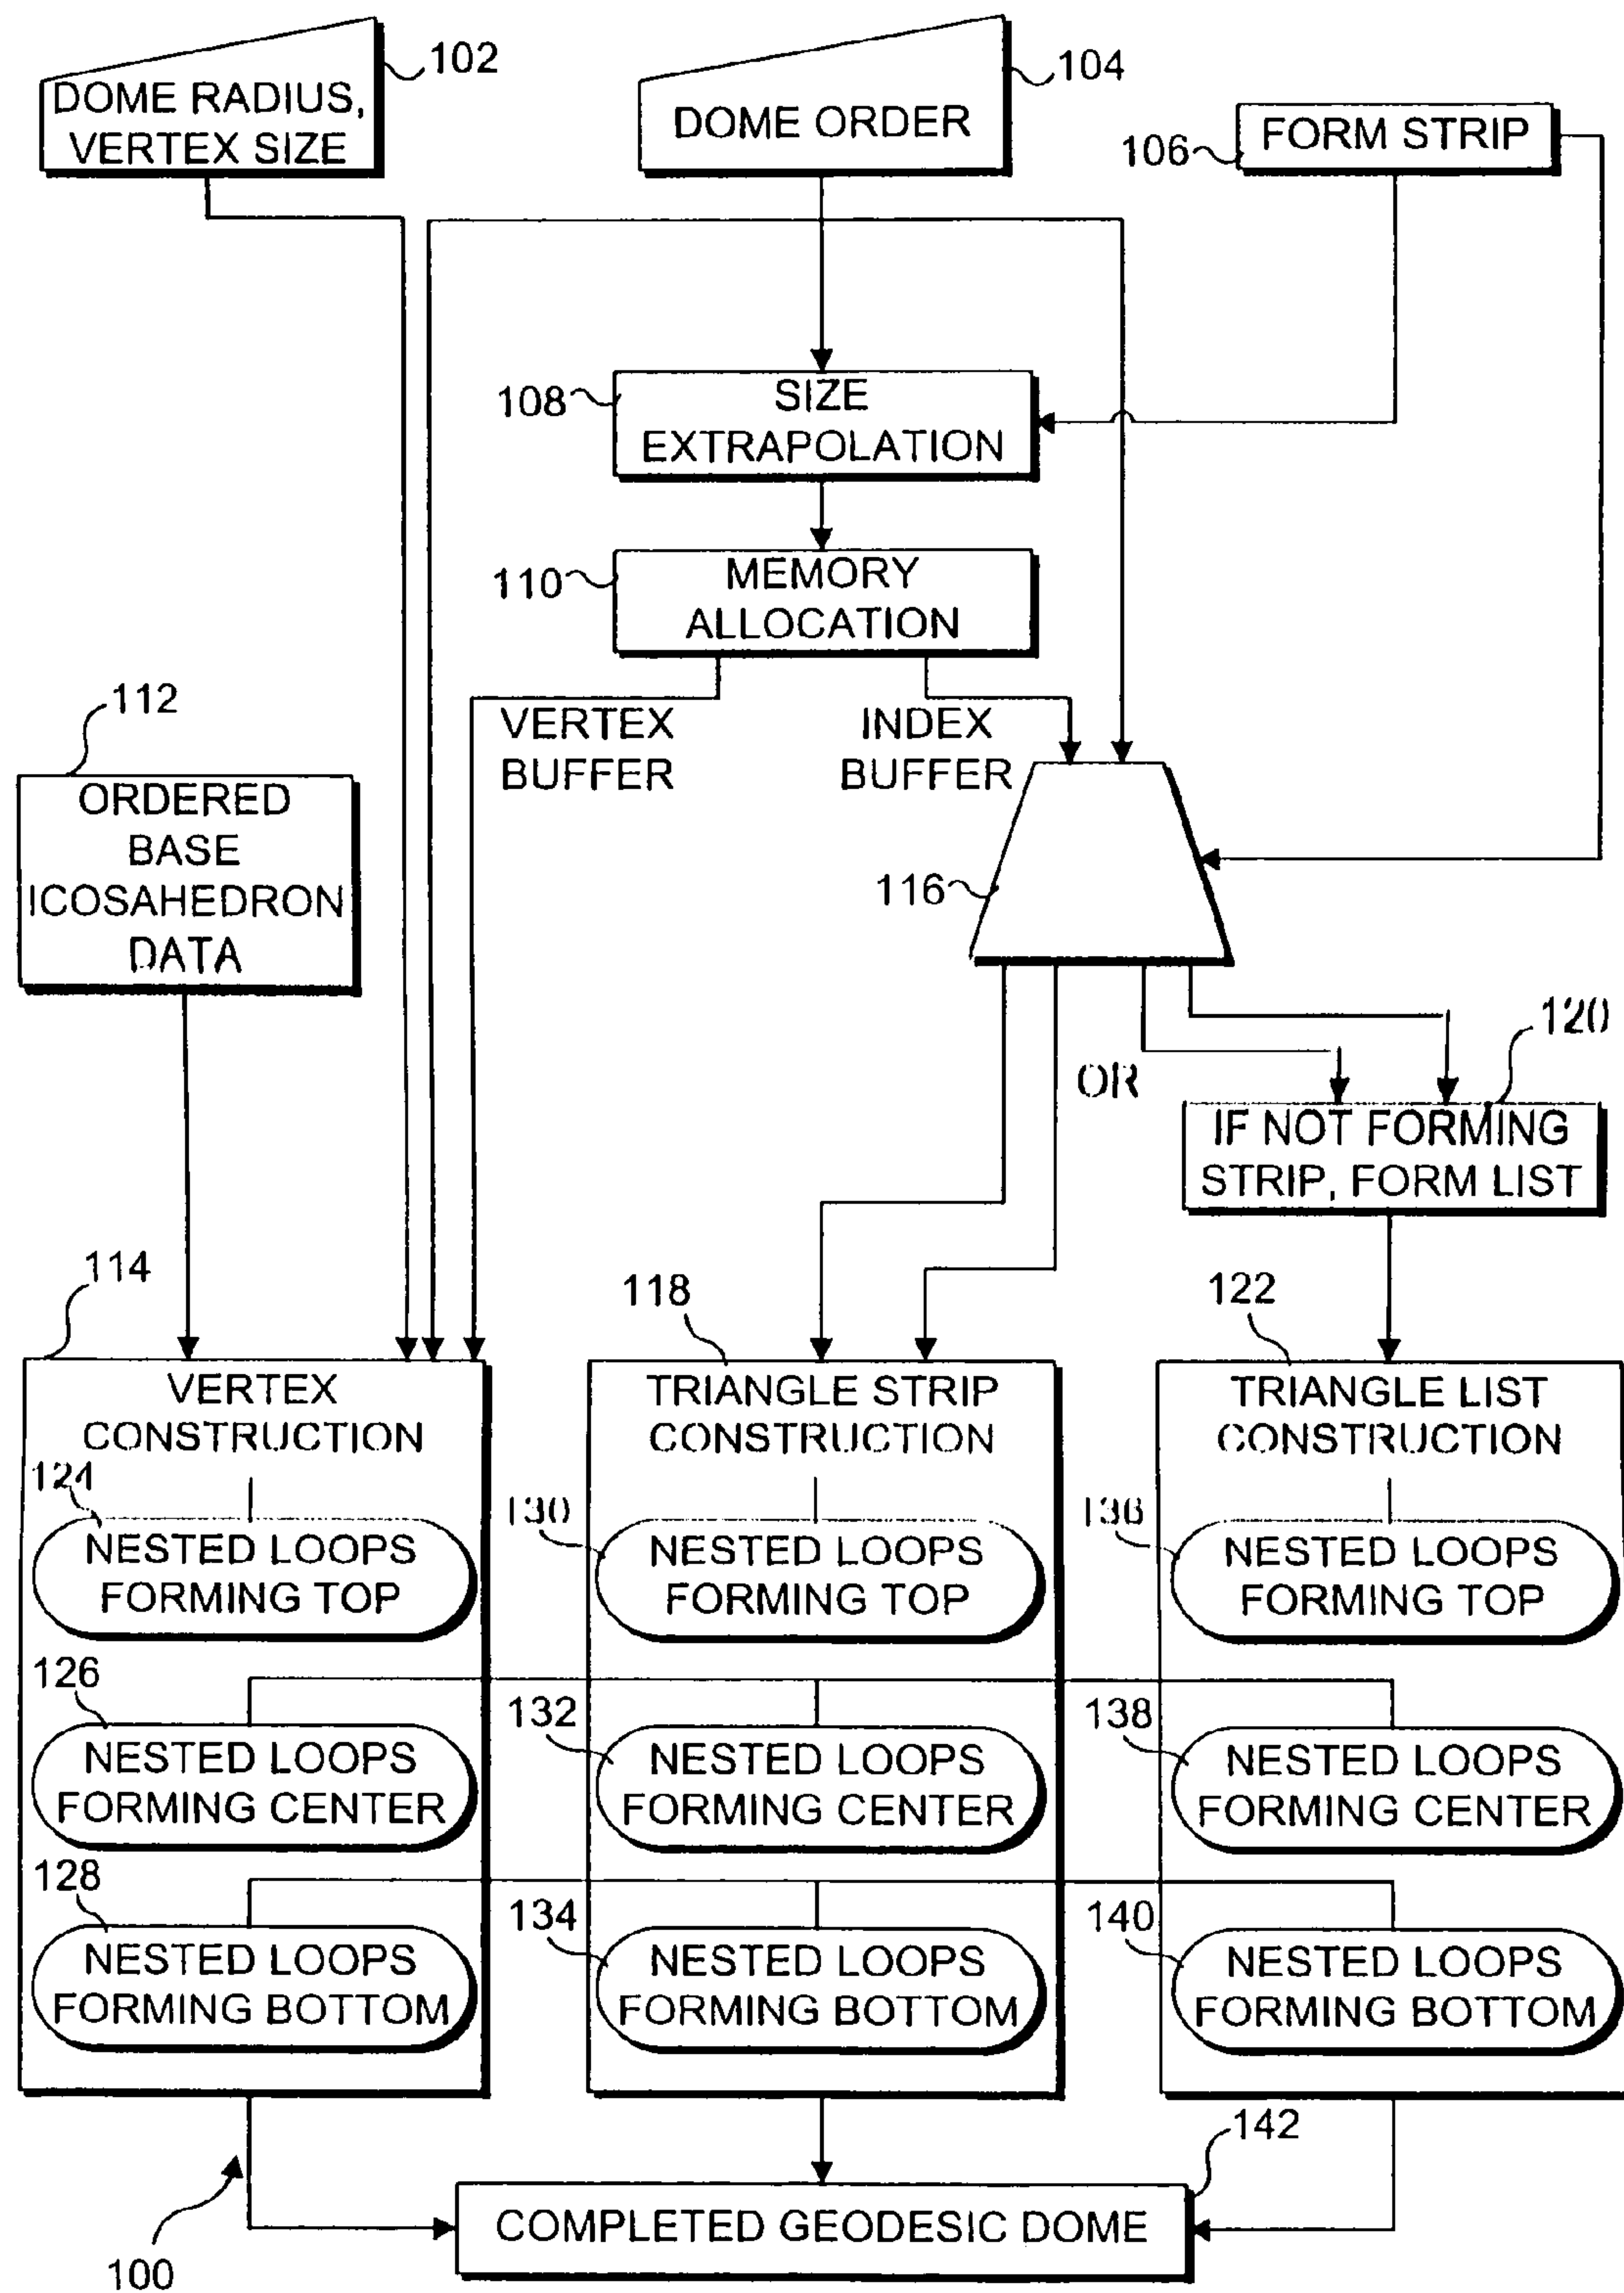 DOME RADIUS,
VERTEX SIZE
102
DOME ORDER
104
106
FORM STRIP
108
SIZE
EXTRAPOLATION
110
MEMORY
ALLOCATION
VERTEX
BUFFER
INDEX
BUFFER
112
ORDERED
BASE
ICOSAHEDRON
DATA
116
OR
120
IF NOT FORMING
STRIP, FORM LIST
114
VERTEX
CONSTRUCTION
124
NESTED LOOPS
FORMING TOP
126
NESTED LOOPS
FORMING CENTER
128
NESTED LOOPS
FORMING BOTTOM
118
TRIANGLE STRIP
CONSTRUCTION
130
NESTED LOOPS
FORMING TOP
132
NESTED LOOPS
FORMING CENTER
134
NESTED LOOPS
FORMING BOTTOM
122
TRIANGLE LIST
CONSTRUCTION
136
NESTED LOOPS
FORMING TOP
138
NESTED LOOPS
FORMING CENTER
140
NESTED LOOPS
FORMING BOTTOM
142
COMPLETED GEODESIC DOME
100